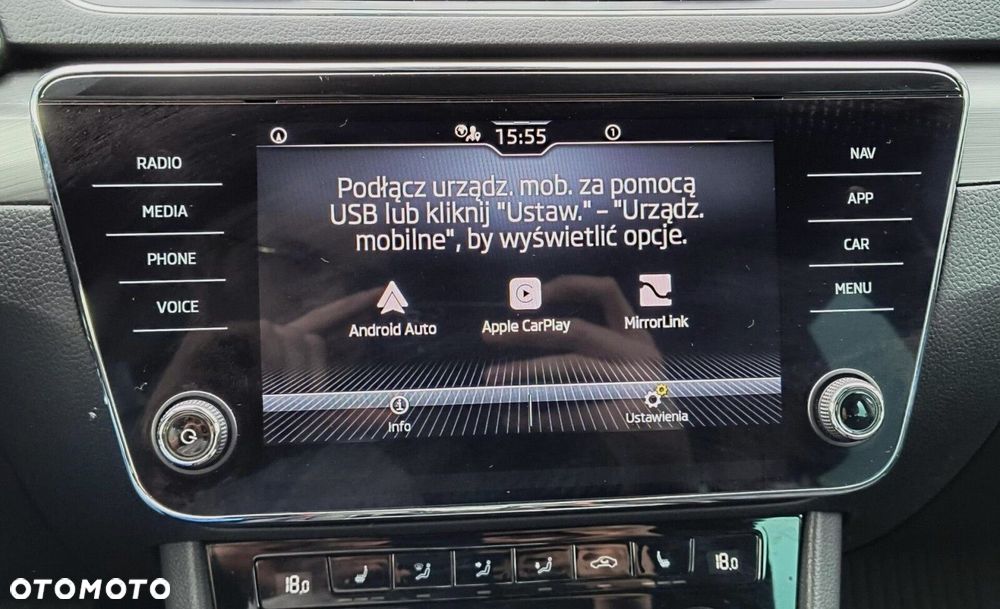 15:55
RADIO
MEDIA
PHONE
VOICE
Podłącz urządz. mob. za pomocą
USB lub kliknij "Ustaw." – "Urządz.
mobilne", by wyświetlić opcje.
Android Auto
Apple CarPlay
MirrorLink
Info
Ustawienia
NAV
APP
CAR
MENU
18.0
18.0
OTOMOTO